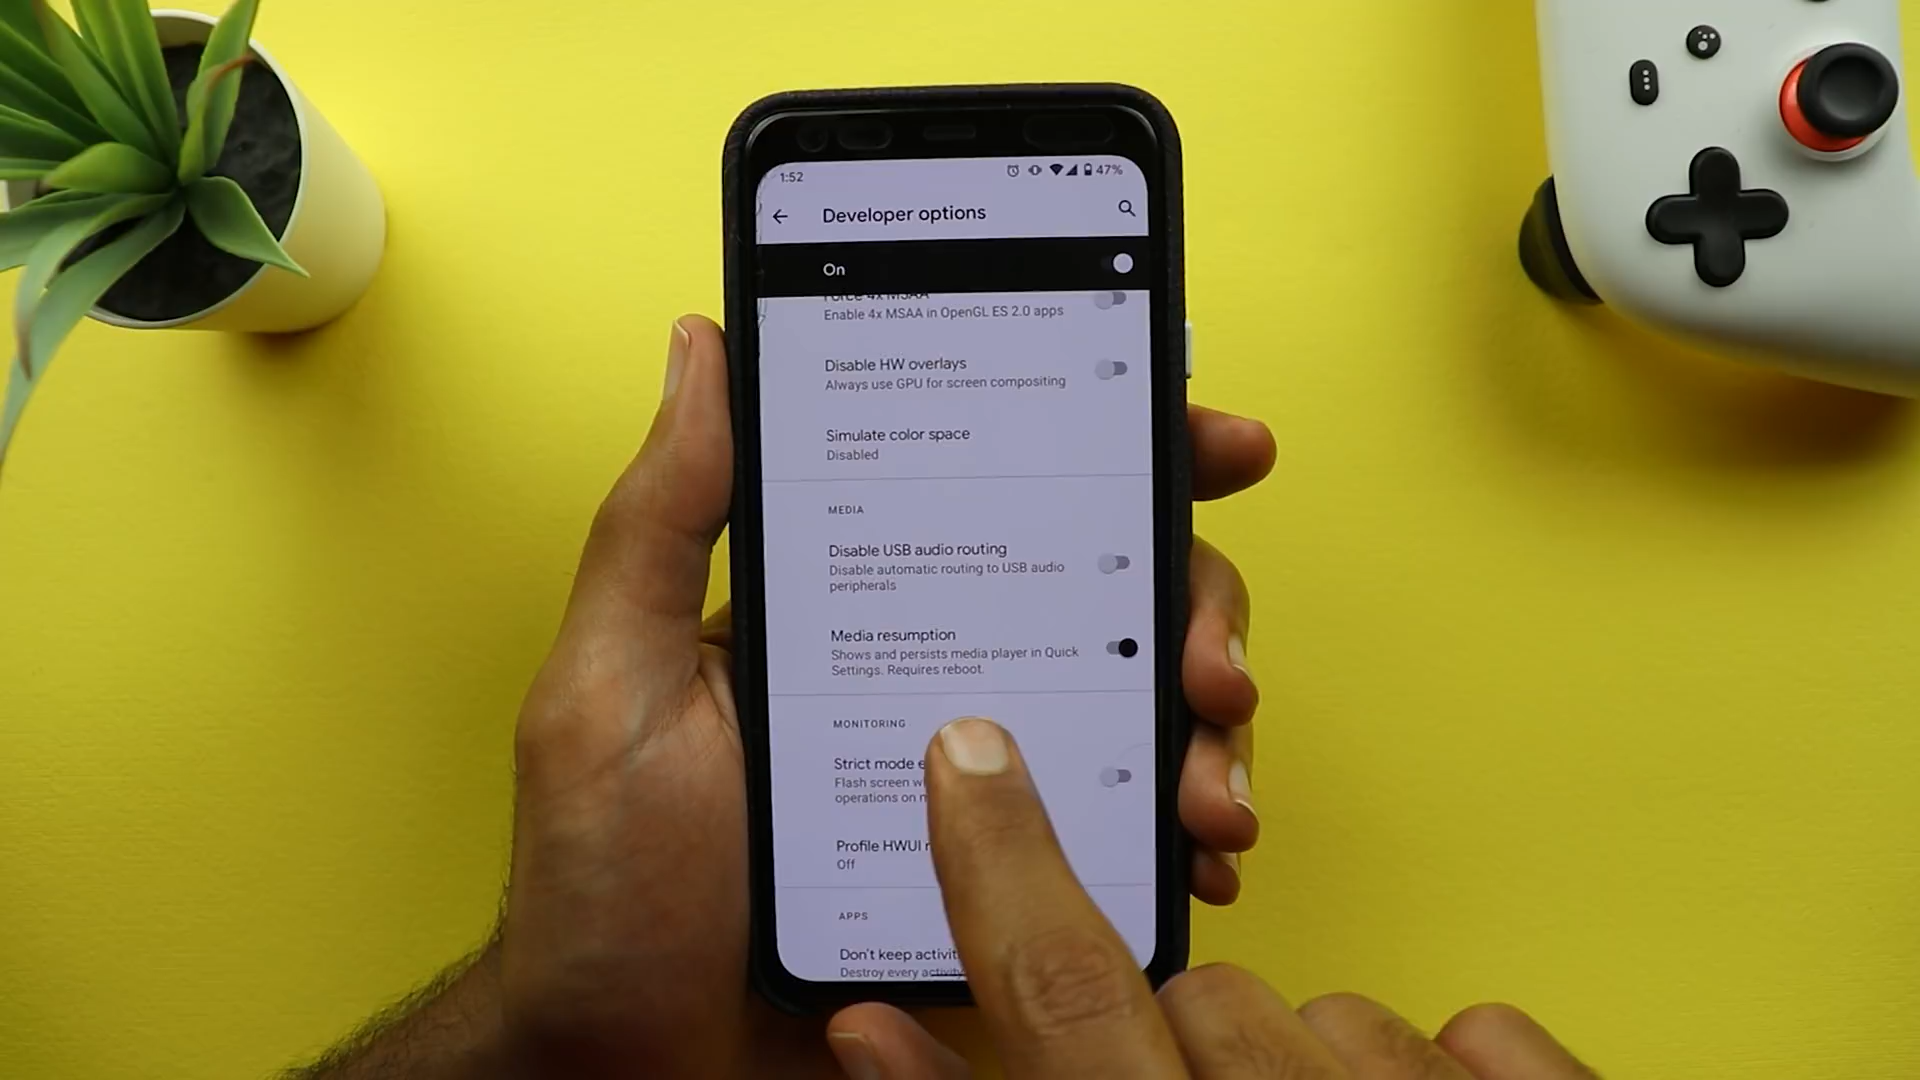 1:52
47%
Developer options
On
Force 4x MSAA
Enable 4x MSAA in OpenGL ES 2.0 apps
Disable HW overlays
Always use GPU for screen compositing
Simulate color space
Disabled
MEDIA
Disable USB audio routing
Disable automatic routing to USB audio
peripherals
Media resumption
Shows and persists media player in Quick
Settings. Requires reboot.
MONITORING
Strict mode e
Flash screen w
operations on
Profile HWUI
Off
APPS
Don't keep activit
Destroy every activity